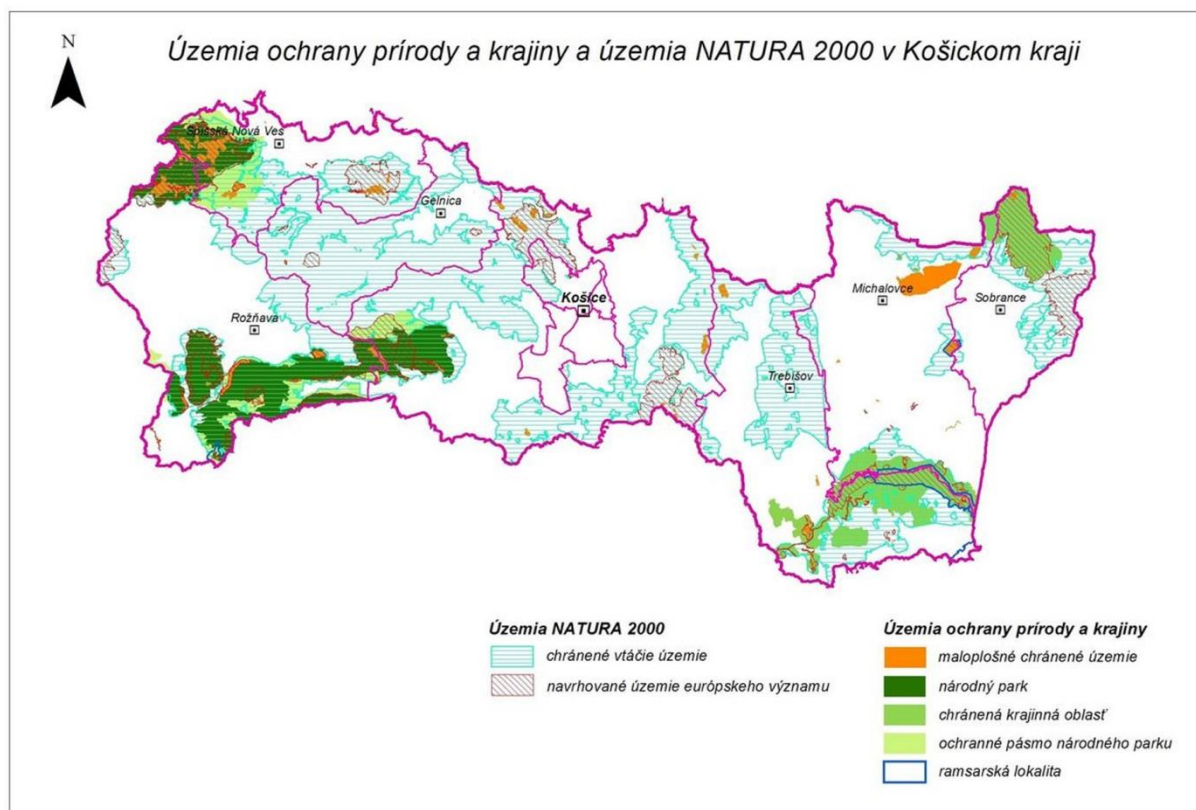 N
Územia ochrany prírody a krajiny a územia NATURA 2000 v Košickom kraji
Spišská Nová Ves
Gelnica
Košice
Rožňava
Michalovce
Sobrance
Trebišov
Územia NATURA 2000
chránené vtáčie územie
navrhované územie európskeho významu
Územia ochrany prírody a krajiny
maloplošné chránené územie
národný park
chránená krajinná oblasť
ochranné pásmo národného parku
ramsarská lokalita